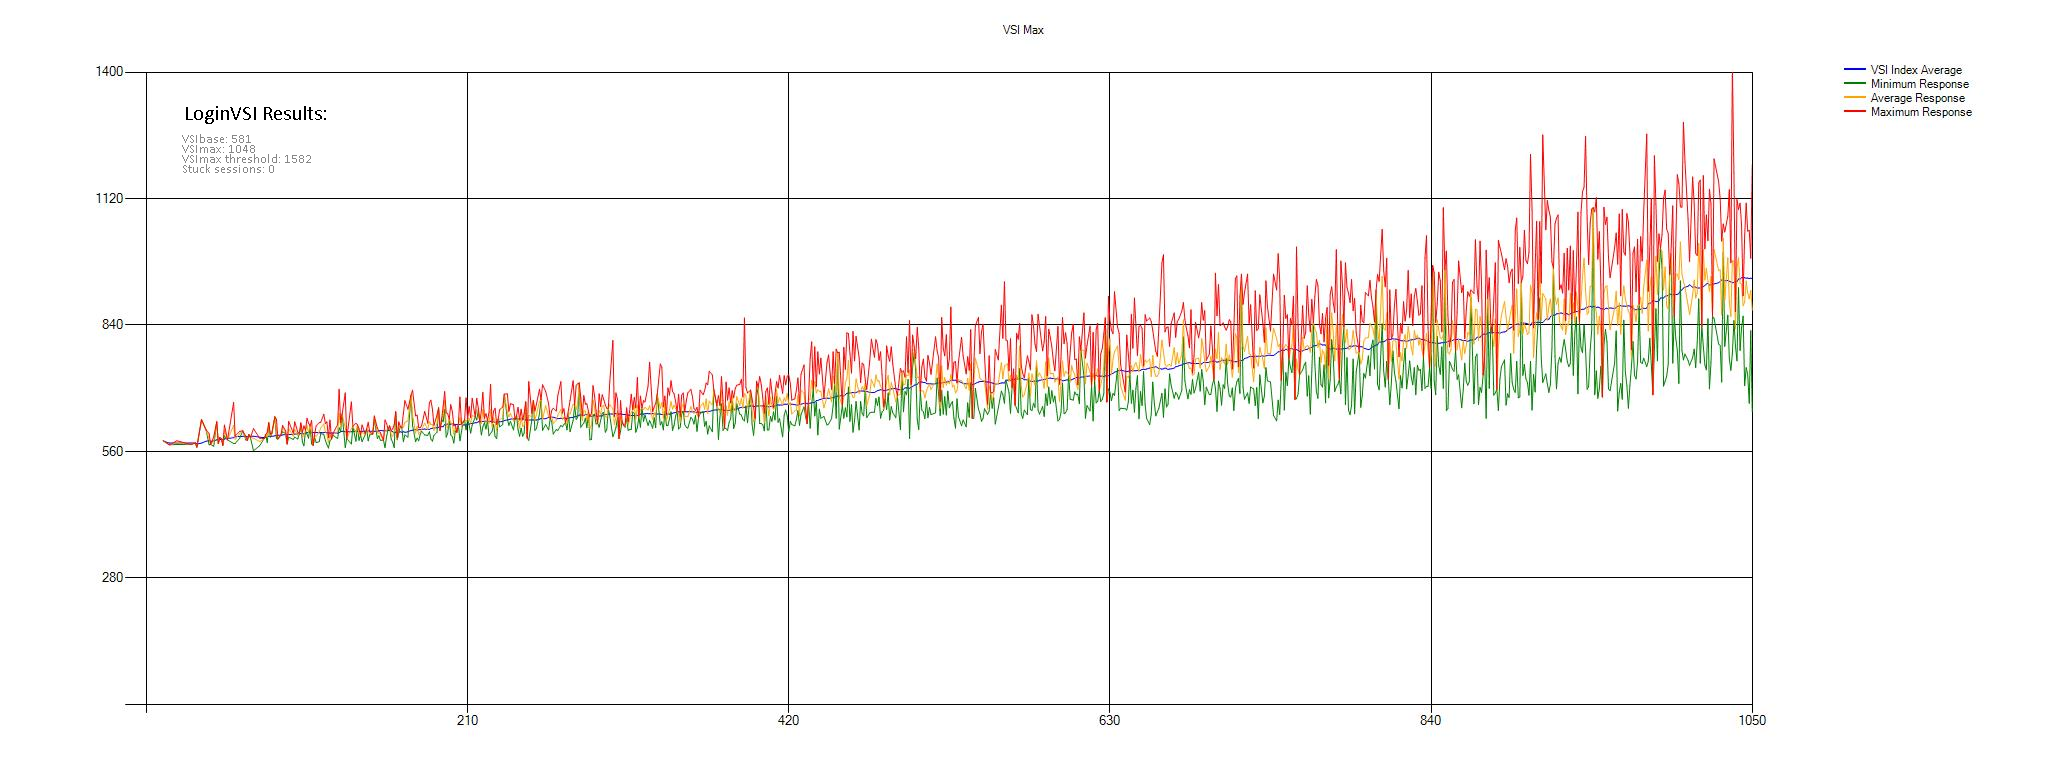 VSI Max
1400
1120
840
560
280
LoginVSI Results:
VSIbase: 581
VSImax: 1048
VSImax threshold: 1582
Stuck sessions: 0
VSI Index Average
Minimum Response
Average Response
Maximum Response
210
420
630
840
1050